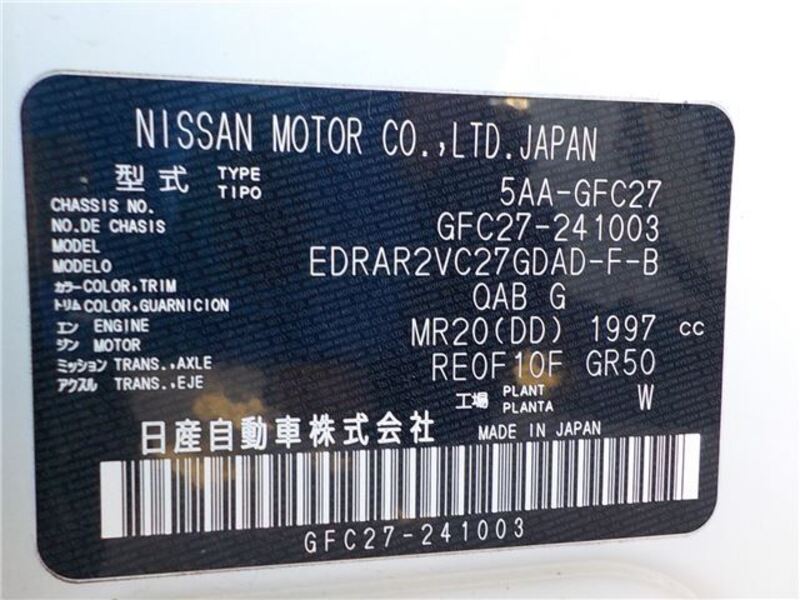 NISSAN MOTOR CO.,LTD.JAPAN
型式 TYPE TIPO 5AA-GFC27
CHASSIS NO.
NO.DE CHASIS GFC27-241003
MODEL
MODELO EDRAR2VC27GDAD-F-B
カラー COLOR,TRIM
トリム COLOR,GUARNICION QAB G
エン ENGINE
ジン MOTOR MR20(DD) 1997 cc
ミッション TRANS.,AXLE
アクスル TRANS.,EJE RE0F10F GR50
工場 PLANT PLANTA W
日産自動車株式会社 MADE IN JAPAN
GFC27-241003